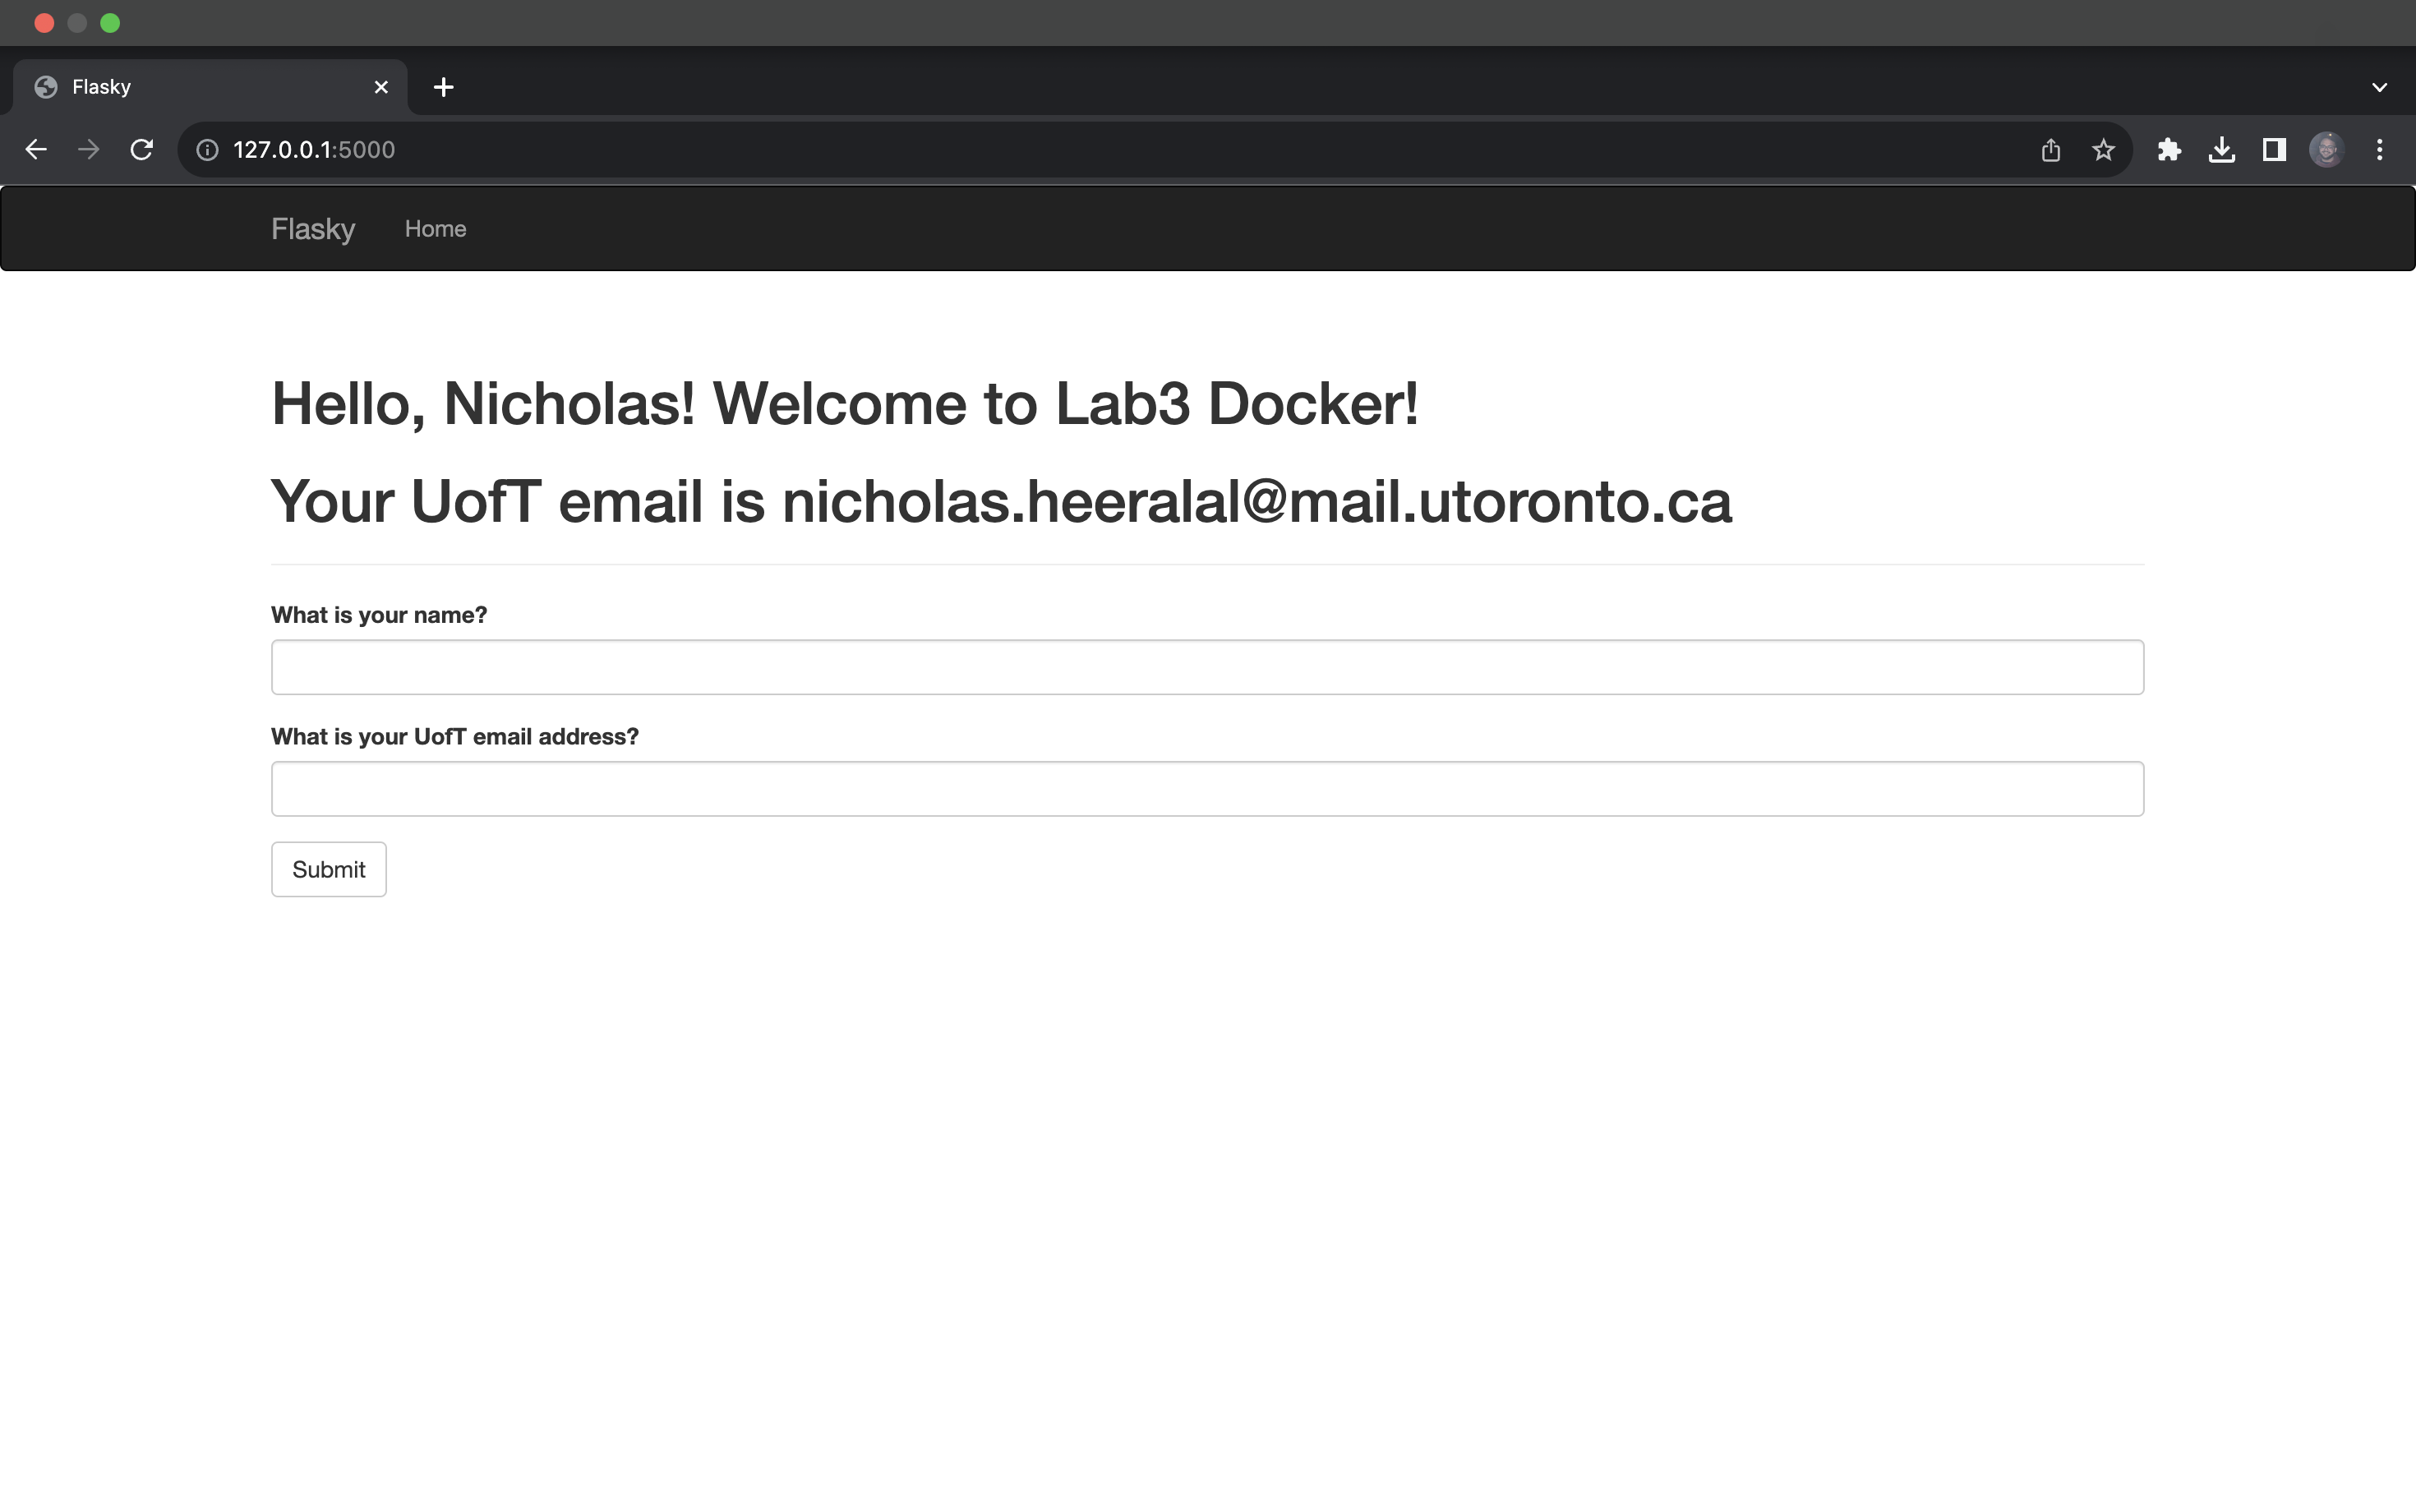 Flasky
127.0.0.1:5000
Flasky Home
Hello, Nicholas! Welcome to Lab3 Docker!
Your UofT email is nicholas.heeralal@mail.utoronto.ca
What is your name?
What is your UofT email address?
Submit